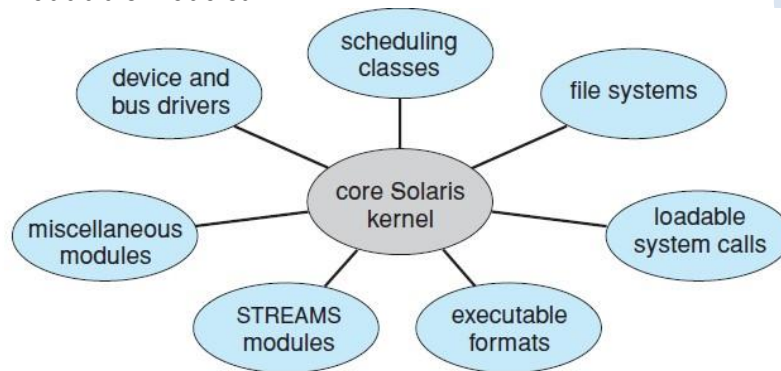 scheduling
classes
device and
bus drivers
file systems
core Solaris
kernel
miscellaneous
modules
loadable
system calls
STREAMS
modules
executable
formats